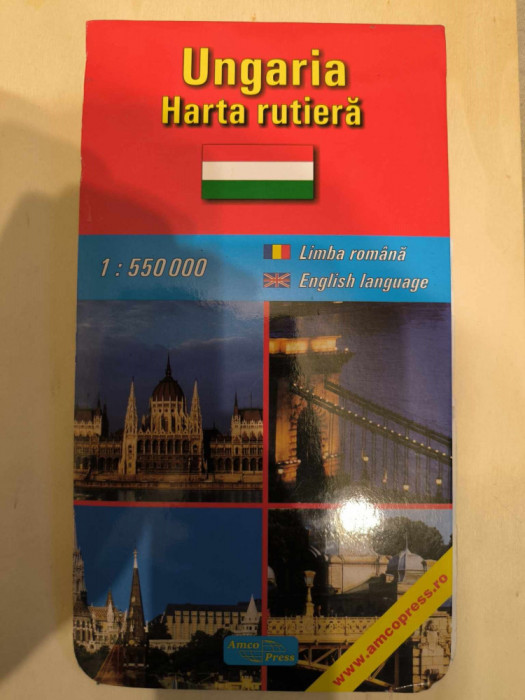 Ungaria
Harta rutieră
1 : 550 000
Limba română
English language
Amco
Press
www.amcopress.ro